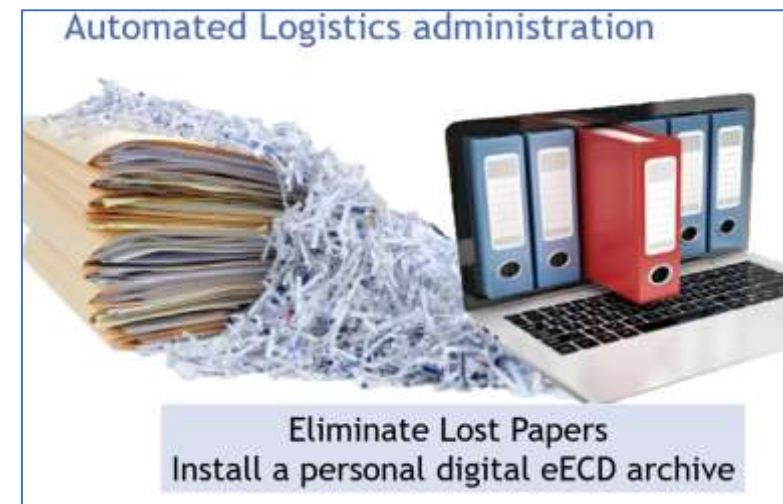 Automated Logistics administration
Eliminate Lost Papers
Install a personal digital eECD archive